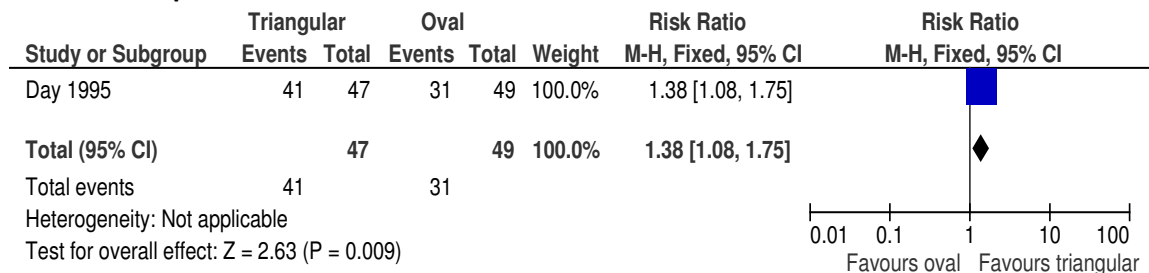 Triangular Oval Risk Ratio Risk Ratio
Study or Subgroup Events Total Events Total Weight M-H, Fixed, 95% CI M-H, Fixed, 95% CI
Day 1995 41 47 31 49 100.0% 1.38 [1.08, 1.75]
Total (95% CI) 47 49 100.0% 1.38 [1.08, 1.75]
Total events 41 31
Heterogeneity: Not applicable
Test for overall effect: Z = 2.63 (P = 0.009)
0.01 0.1 1 10 100
Favours oval Favours triangular